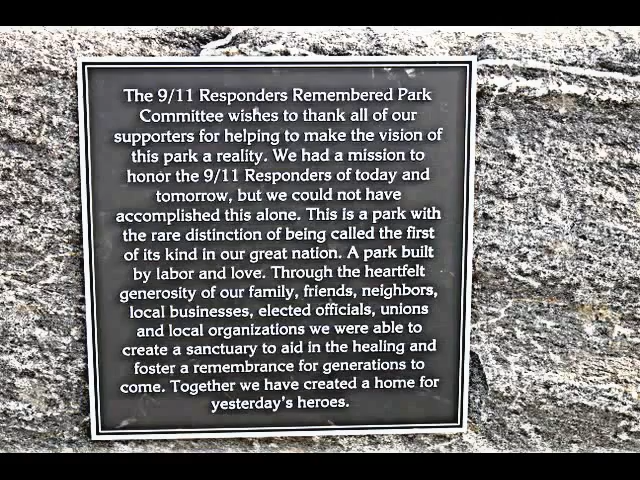 The 9/11 Responders Remembered Park
Committee wishes to thank all of our
supporters for helping to make the vision of
this park a reality. We had a mission to
honor the 9/11 Responders of today and
tomorrow, but we could not have
accomplished this alone. This is a park with
the rare distinction of being called the first
of its kind in our great nation. A park built
by labor and love. Through the heartfelt
generosity of our family, friends, neighbors,
local businesses, elected officials, unions
and local organizations we were able to
create a sanctuary to aid in the healing and
foster a remembrance for generations to
come. Together we have created a home for
yesterday's heroes.